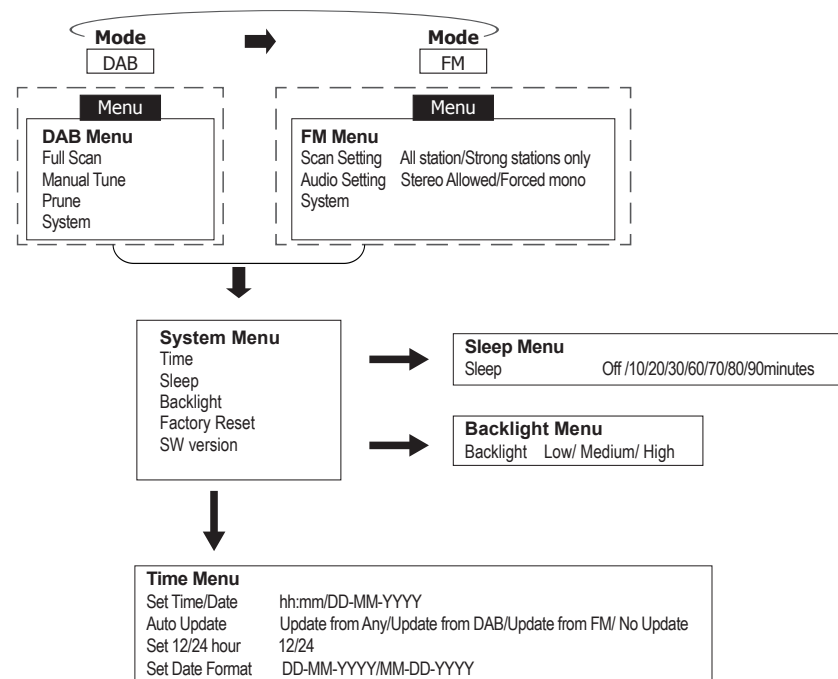 Mode
DAB
Menu
DAB Menu
Full Scan
Manual Tune
Prune
System
Mode
FM
Menu
FM Menu
Scan Setting All station/Strong stations only
Audio Setting Stereo Allowed/Forced mono
System
System Menu
Time
Sleep
Backlight
Factory Reset
SW version
Sleep Menu
Sleep Off /10/20/30/60/70/80/90minutes
Backlight Menu
Backlight Low/ Medium/ High
Time Menu
Set Time/Date hh:mm/DD-MM-YYYY
Auto Update Update from Any/Update from DAB/Update from FM/ No Update
Set 12/24 hour 12/24
Set Date Format DD-MM-YYYY/MM-DD-YYYY